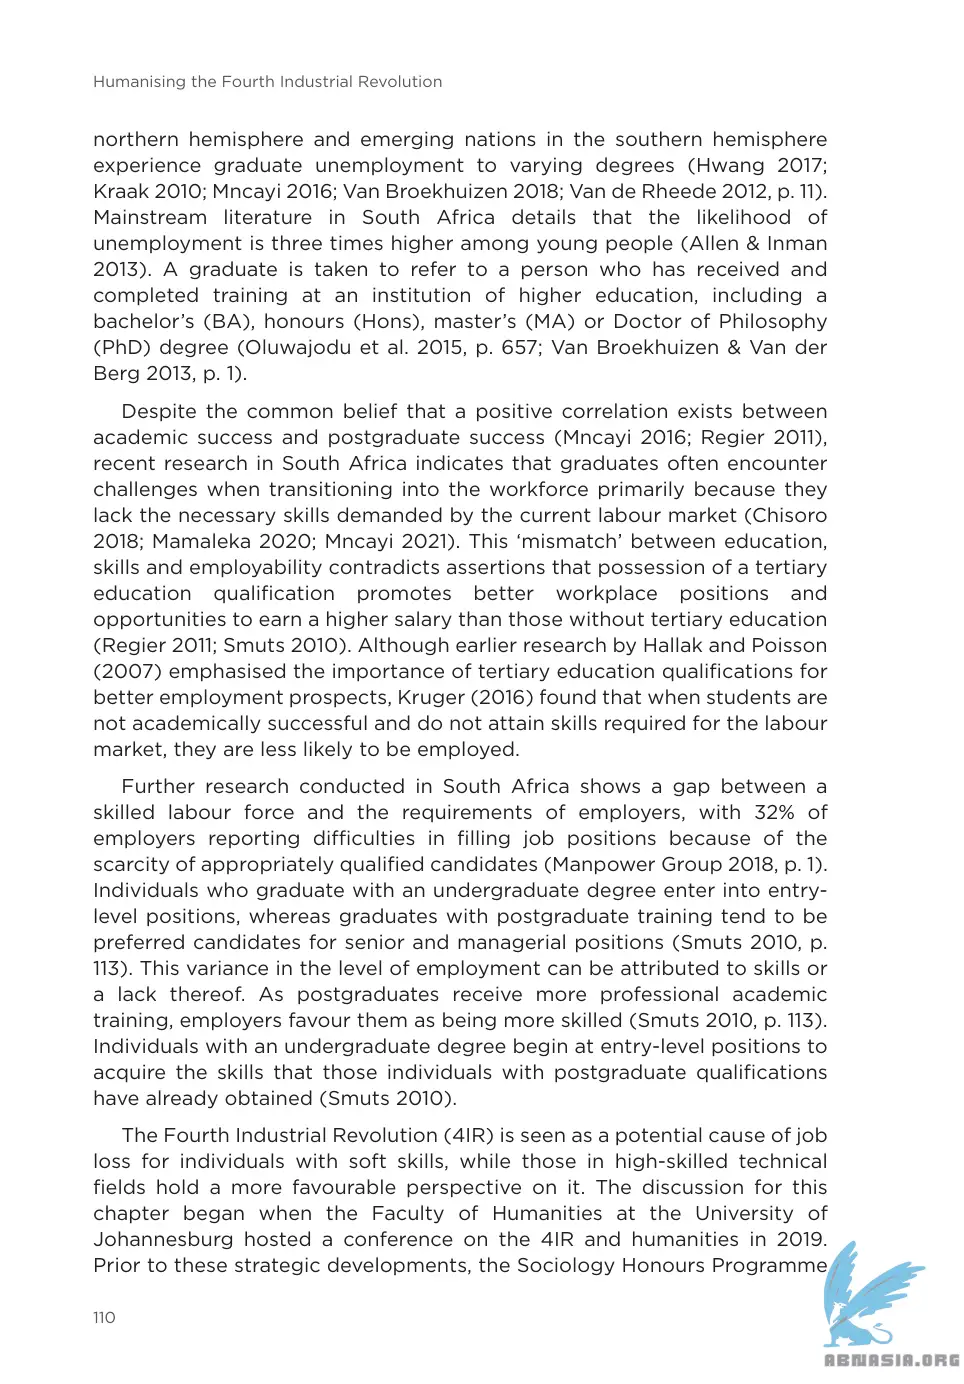 Humanising the Fourth Industrial Revolution
northern hemisphere and emerging nations in the southern hemisphere
experience graduate unemployment to varying degrees (Hwang 2017;
Kraak 2010; Mncayi 2016; Van Broekhuizen 2018; Van de Rheede 2012, p. 11).
Mainstream literature in South Africa details that the likelihood of
unemployment is three times higher among young people (Allen & Inman
2013). A graduate is taken to refer to a person who has received and
completed training at an institution of higher education, including a
bachelor’s (BA), honours (Hons), master’s (MA) or Doctor of Philosophy
(PhD) degree (Oluwajodu et al. 2015, p. 657; Van Broekhuizen & Van der
Berg 2013, p. 1).
Despite the common belief that a positive correlation exists between
academic success and postgraduate success (Mncayi 2016; Regier 2011),
recent research in South Africa indicates that graduates often encounter
challenges when transitioning into the workforce primarily because they
lack the necessary skills demanded by the current labour market (Chisoro
2018; Mamaleka 2020; Mncayi 2021). This ‘mismatch’ between education,
skills and employability contradicts assertions that possession of a tertiary
education qualification promotes better workplace positions and
opportunities to earn a higher salary than those without tertiary education
(Regier 2011; Smuts 2010). Although earlier research by Hallak and Poisson
(2007) emphasised the importance of tertiary education qualifications for
better employment prospects, Kruger (2016) found that when students are
not academically successful and do not attain skills required for the labour
market, they are less likely to be employed.
Further research conducted in South Africa shows a gap between a
skilled labour force and the requirements of employers, with 32% of
employers reporting difficulties in filling job positions because of the
scarcity of appropriately qualified candidates (Manpower Group 2018, p. 1).
Individuals who graduate with an undergraduate degree enter into entry-
level positions, whereas graduates with postgraduate training tend to be
preferred candidates for senior and managerial positions (Smuts 2010, p.
113). This variance in the level of employment can be attributed to skills or
a lack thereof. As postgraduates receive more professional academic
training, employers favour them as being more skilled (Smuts 2010, p. 113).
Individuals with an undergraduate degree begin at entry-level positions to
acquire the skills that those individuals with postgraduate qualifications
have already obtained (Smuts 2010).
The Fourth Industrial Revolution (4IR) is seen as a potential cause of job
loss for individuals with soft skills, while those in high-skilled technical
fields hold a more favourable perspective on it. The discussion for this
chapter began when the Faculty of Humanities at the University of
Johannesburg hosted a conference on the 4IR and humanities in 2019.
Prior to these strategic developments, the Sociology Honours Programme
110
ABNASIA.ORG